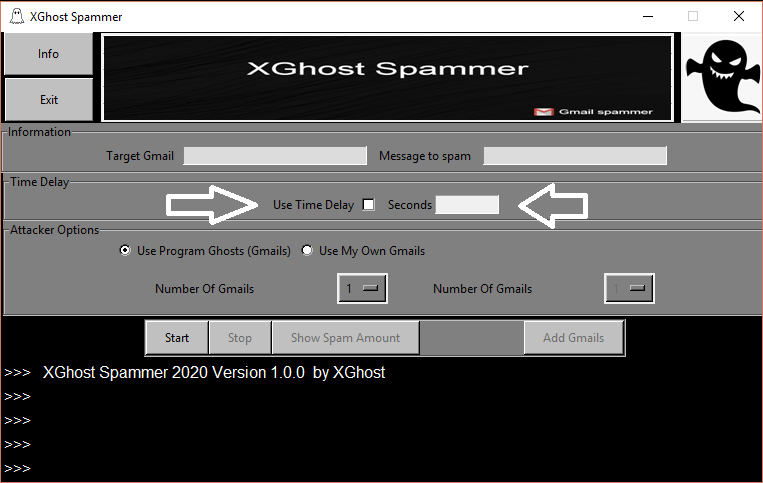 XGhost Spammer
Info
Exit
XGhost Spammer
Gmail spammer
Information
Target Gmail Message to spam
Time Delay
Use Time Delay Seconds
Attacker Options
Use Program Ghosts (Gmails) Use My Own Gmails
Number Of Gmails 1 Number Of Gmails 1
Start Stop Show Spam Amount Add Gmails
>>> XGhost Spammer 2020 Version 1.0.0 by XGhost
>>>
>>>
>>>
>>>